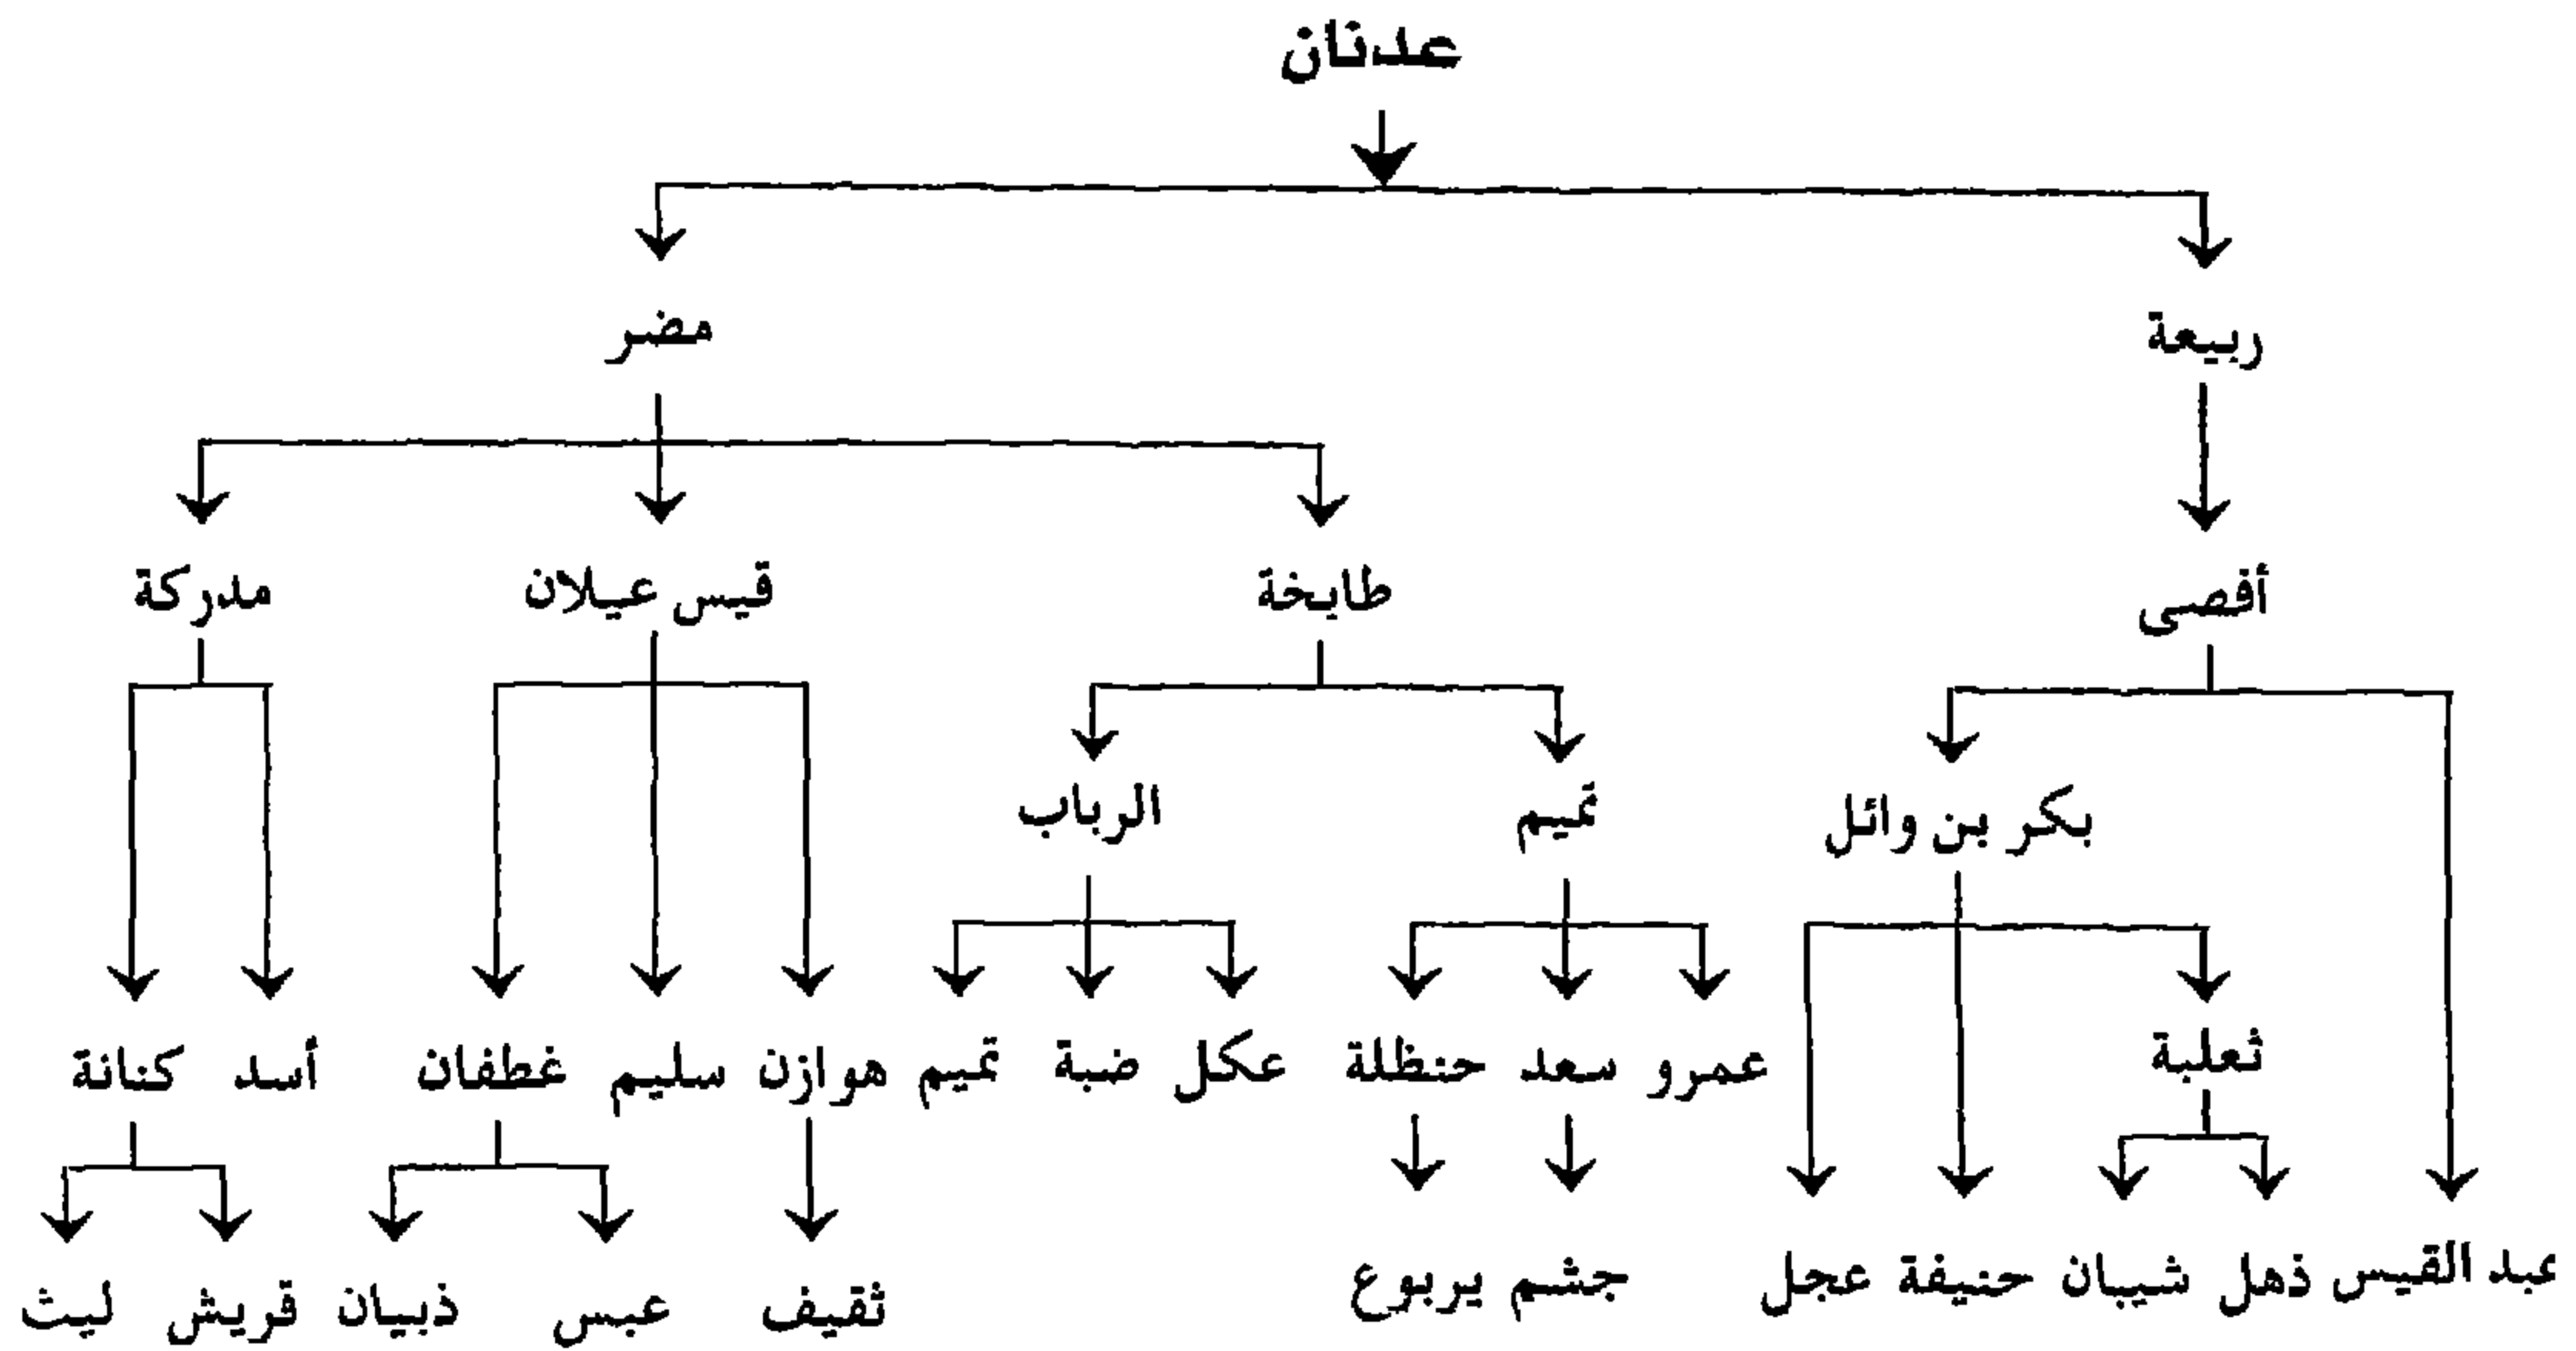 عدنان
ربيعة مضر
أقصى طابخة قيس عيلان مدركة
بكر بن وائل تميم الرباب
ثعلبة عمرو سعد حنظلة عكل ضبة تميم هوازن سليم غطفان أسد كنانة
عبد القيس ذهل شيبان حنيفة عجل جشم يربوع
ثقيف عبس ذبيان قريش ليث